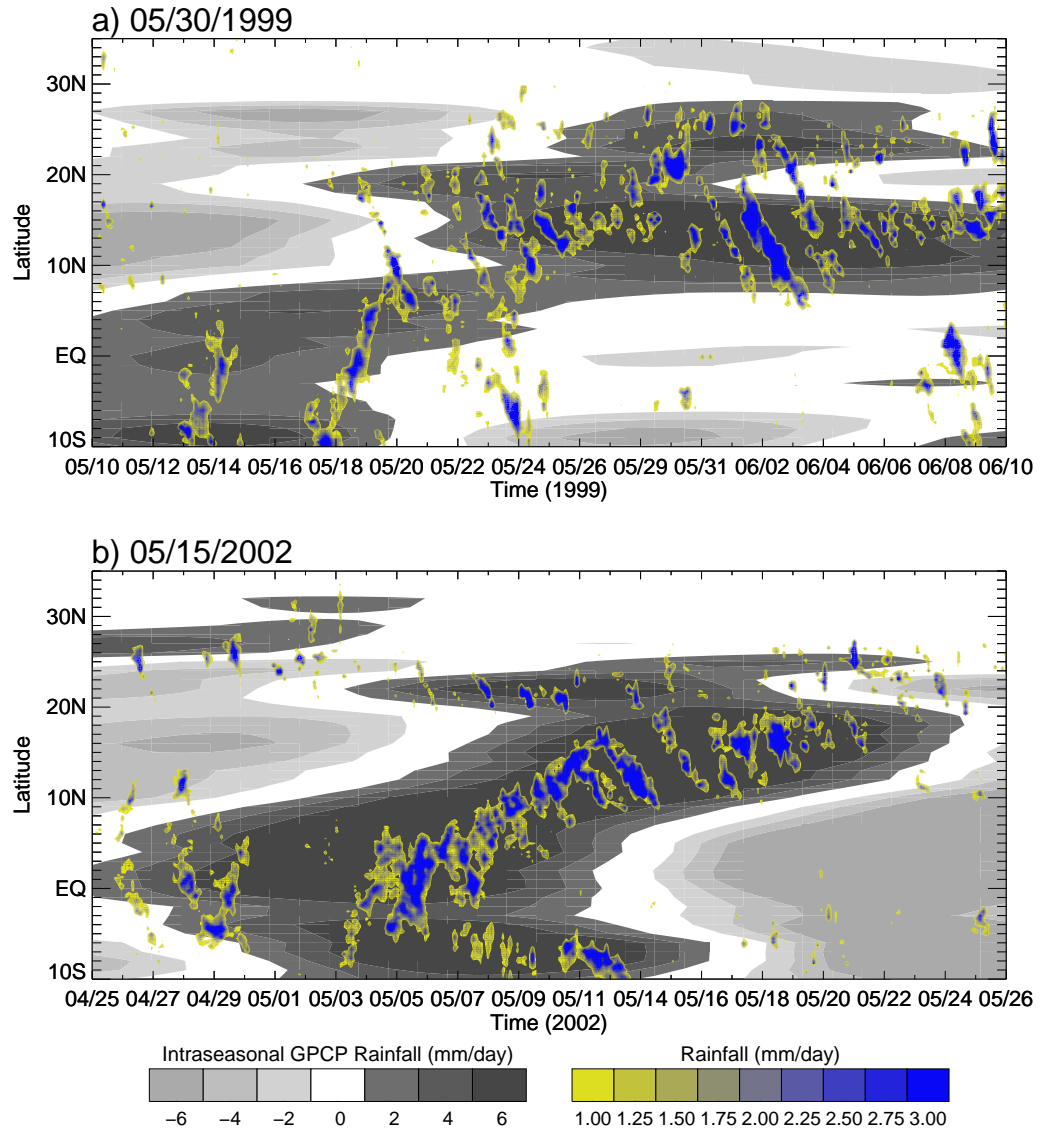 a) 05/30/1999
30N
20N
10N
EQ
10S
Latitude
05/10 05/12 05/14 05/16 05/18 05/20 05/22 05/24 05/26 05/29 05/31 06/02 06/04 06/06 06/08 06/10
Time (1999)
b) 05/15/2002
30N
20N
10N
EQ
10S
Latitude
04/25 04/27 04/29 05/01 05/03 05/05 05/07 05/09 05/11 05/14 05/16 05/18 05/20 05/22 05/24 05/26
Time (2002)
Intraseasonal GPCP Rainfall (mm/day)
−6 −4 −2 0 2 4 6
Rainfall (mm/day)
1.00 1.25 1.50 1.75 2.00 2.25 2.50 2.75 3.00